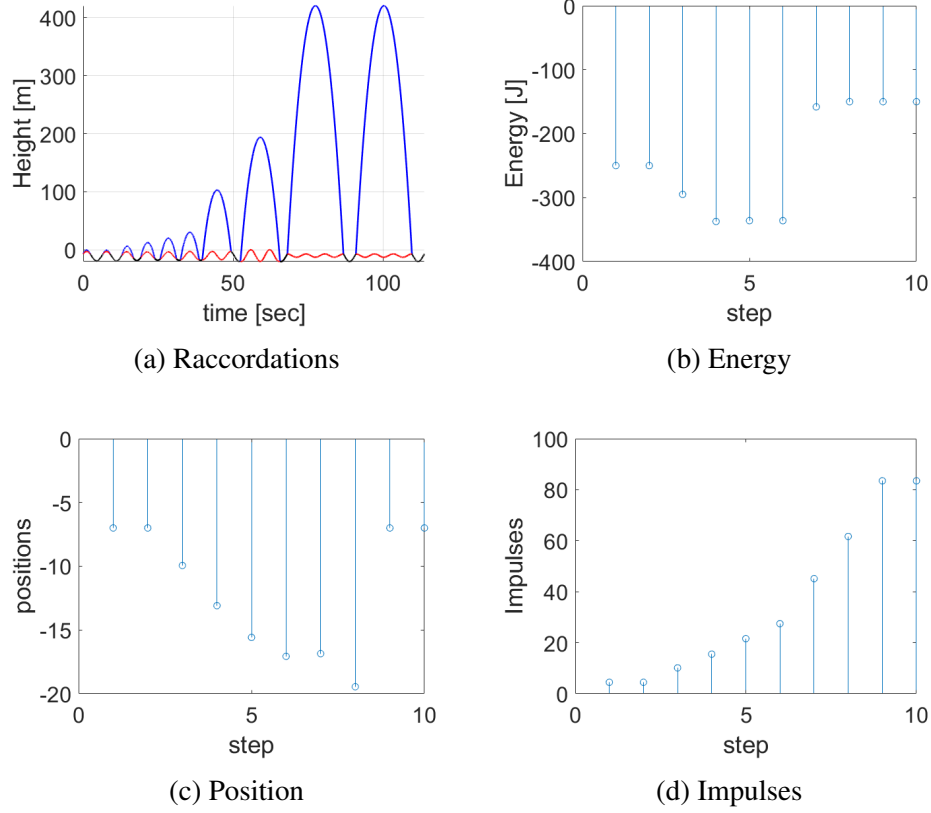 400
300
200
100
0
Height [m]
0
50
100
time [sec]
(a) Raccordations
0
-100
-200
-300
-400
Energy [J]
0
5
10
step
(b) Energy
0
-5
-10
-15
-20
positions
0
5
10
step
(c) Position
100
80
60
40
20
0
Impulses
0
5
10
step
(d) Impulses